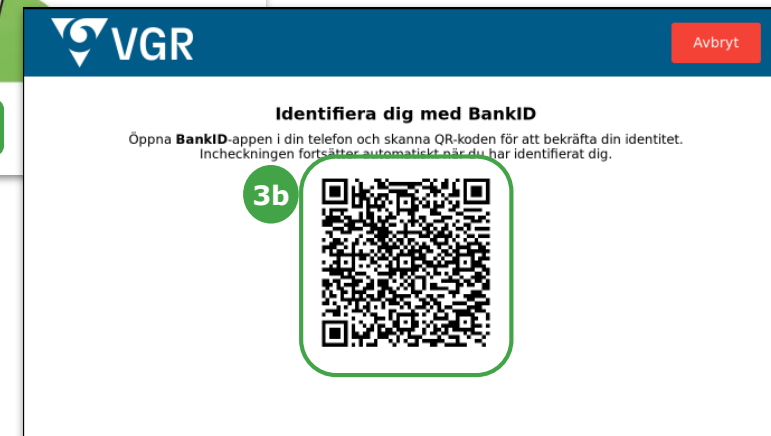 VGR
Avbryt
Identifiera dig med BankID
Öppna BankID-appen i din telefon och skanna QR-koden för att bekräfta din identitet.
Incheckningen fortsätter automatiskt när du har identifierat dig.
3b